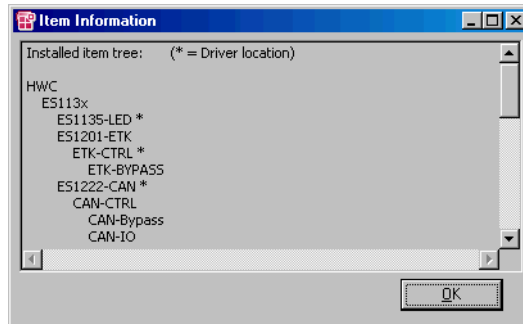 Item Information
Installed item tree: (* = Driver location)
HWC
ES113x
ES1135-LED *
ES1201-ETK
ETK-CTRL *
ETK-BYPASS
ES1222-CAN *
CAN-CTRL
CAN-Bypass
CAN-IO
OK